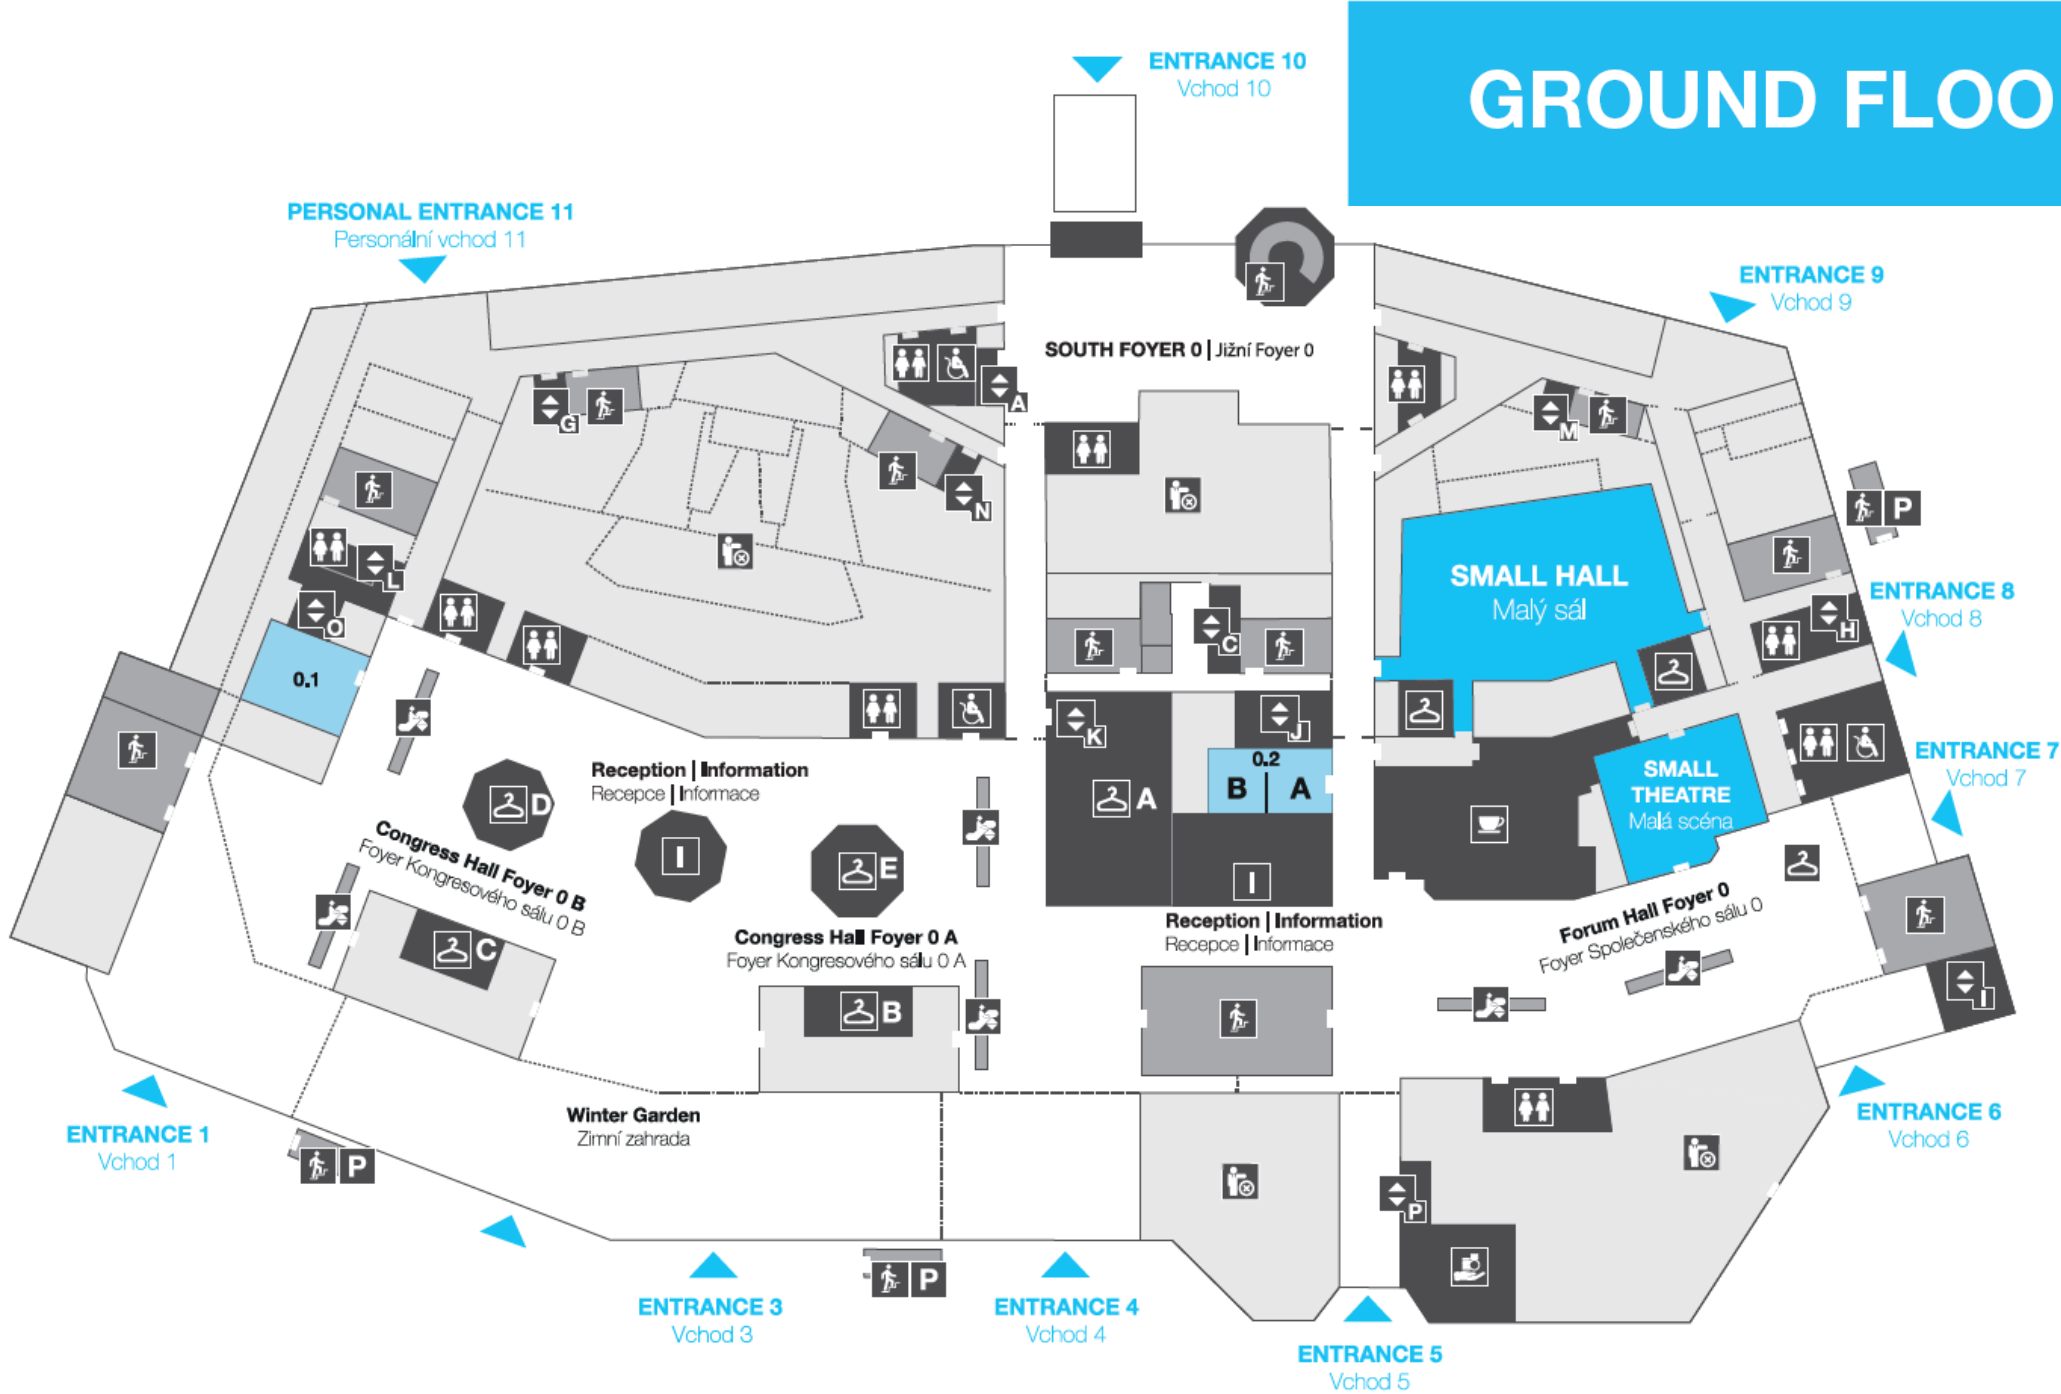 GROUND FLOO
ENTRANCE 10
Vchod 10
PERSONAL ENTRANCE 11
Personální vchod 11
ENTRANCE 9
Vchod 9
SOUTH FOYER 0 | Jižní Foyer 0
A
G
M
N
P
SMALL HALL
Malý sál
L
O
C
H
ENTRANCE 8
Vchod 8
0.1
K
J
0.2
B | A
A
SMALL
THEATRE
Malá scéna
ENTRANCE 7
Vchod 7
Reception | Information
Recepce | Informace
D
I
E
I
Congress Hall Foyer 0 B
Foyer Kongresového sálu 0 B
C
Congress Hall Foyer 0 A
Foyer Kongresového sálu 0 A
B
Reception | Information
Recepce | Informace
Forum Hall Foyer 0
Foyer Společenského sálu 0
I
Winter Garden
Zimní zahrada
ENTRANCE 1
Vchod 1
P
P
P
ENTRANCE 6
Vchod 6
ENTRANCE 3
Vchod 3
ENTRANCE 4
Vchod 4
ENTRANCE 5
Vchod 5